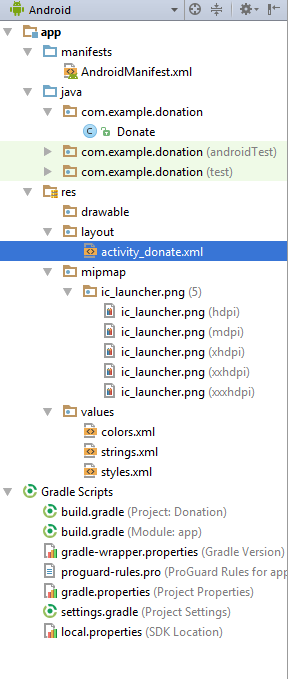 Android
app
manifests
AndroidManifest.xml
java
com.example.donation
Donate
com.example.donation (androidTest)
com.example.donation (test)
res
drawable
layout
activity_donate.xml
mipmap
ic_launcher.png (5)
ic_launcher.png (hdpi)
ic_launcher.png (mdpi)
ic_launcher.png (xhdpi)
ic_launcher.png (xxhdpi)
ic_launcher.png (xxxhdpi)
values
colors.xml
strings.xml
styles.xml
Gradle Scripts
build.gradle (Project: Donation)
build.gradle (Module: app)
gradle-wrapper.properties (Gradle Version)
proguard-rules.pro (ProGuard Rules for app
gradle.properties (Project Properties)
settings.gradle (Project Settings)
local.properties (SDK Location)